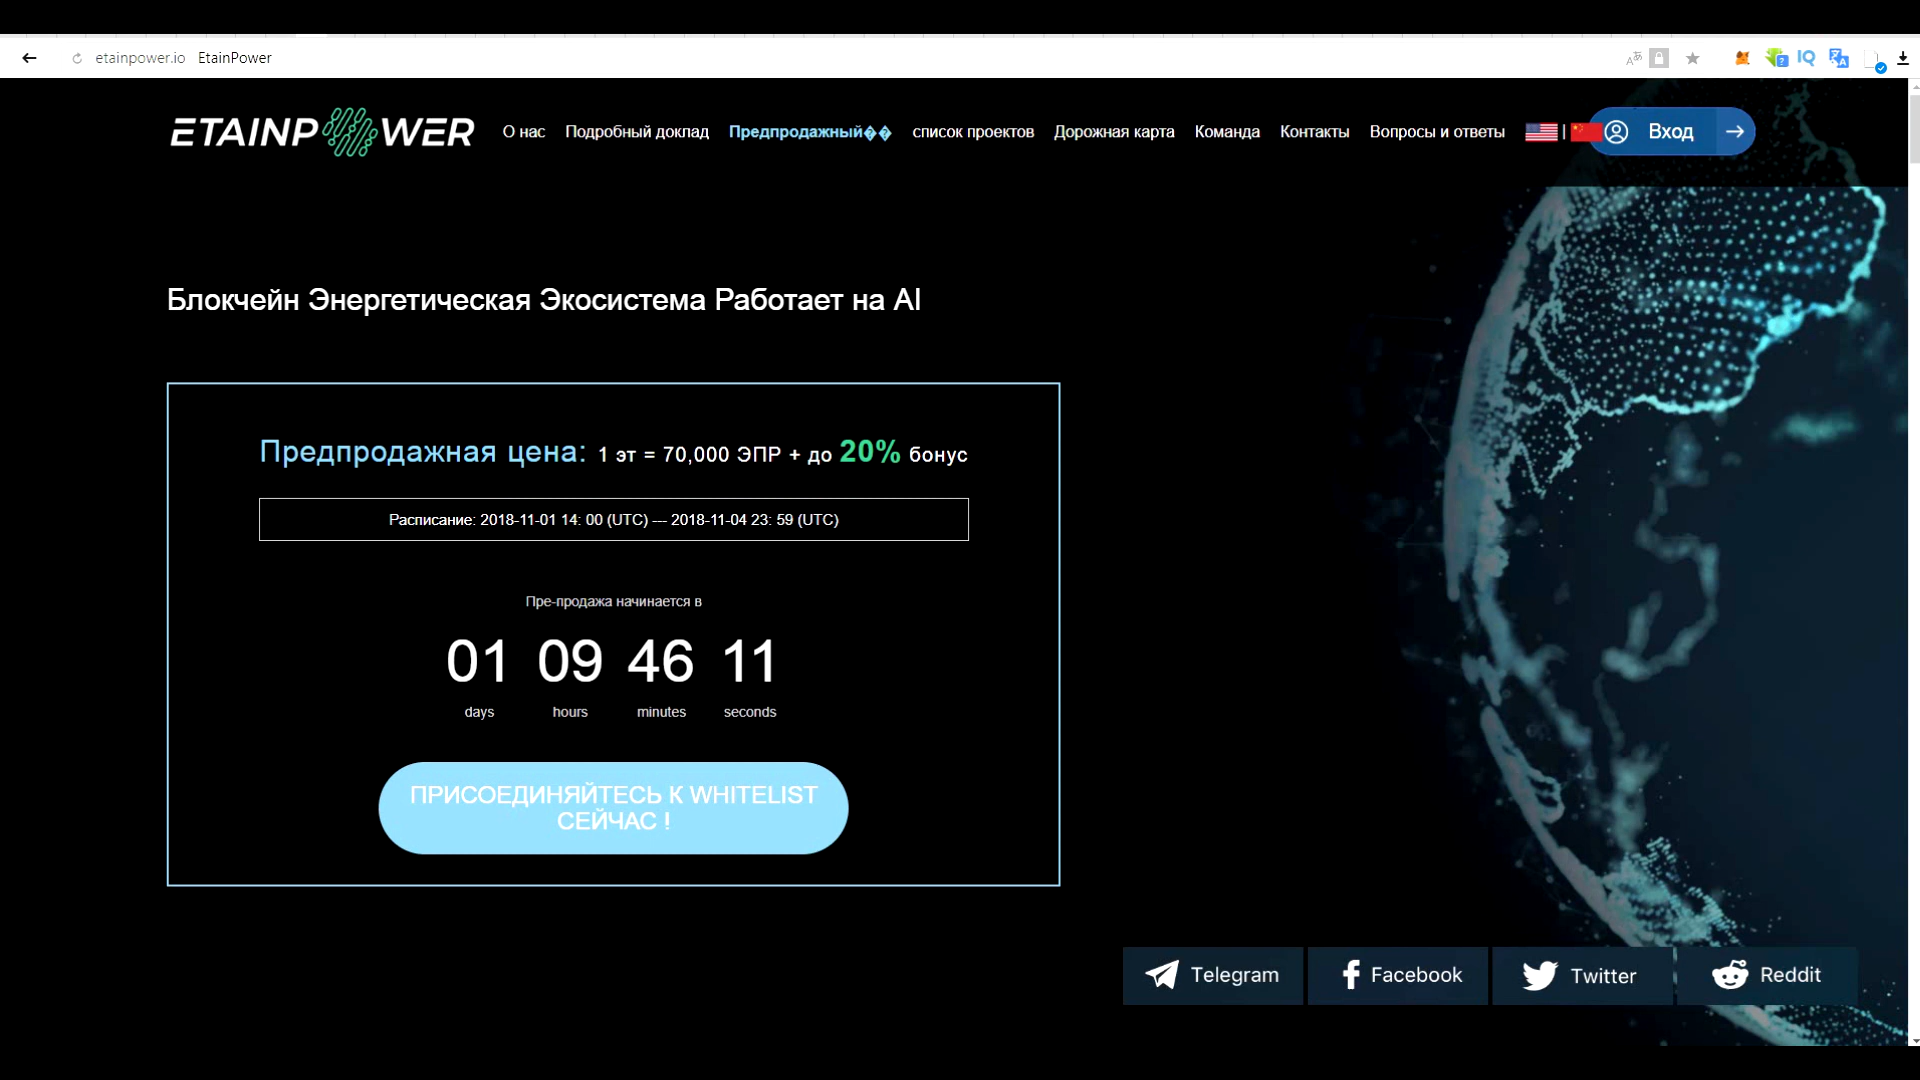 etainpower.io EtainPower
ETAINPOWER
О нас Подробный доклад Предпродажный�� список проектов Дорожная карта Команда Контакты Вопросы и ответы | Вход
Блокчейн Энергетическая Экосистема Работает на AI
Предпродажная цена: 1 эт = 70,000 ЭПР + до 20% бонус
Расписание: 2018-11-01 14: 00 (UTC) --- 2018-11-04 23: 59 (UTC)
Пре-продажа начинается в
01 09 46 11
days hours minutes seconds
ПРИСОЕДИНЯЙТЕСЬ К WHITELIST
СЕЙЧАС !
Telegram Facebook Twitter Reddit